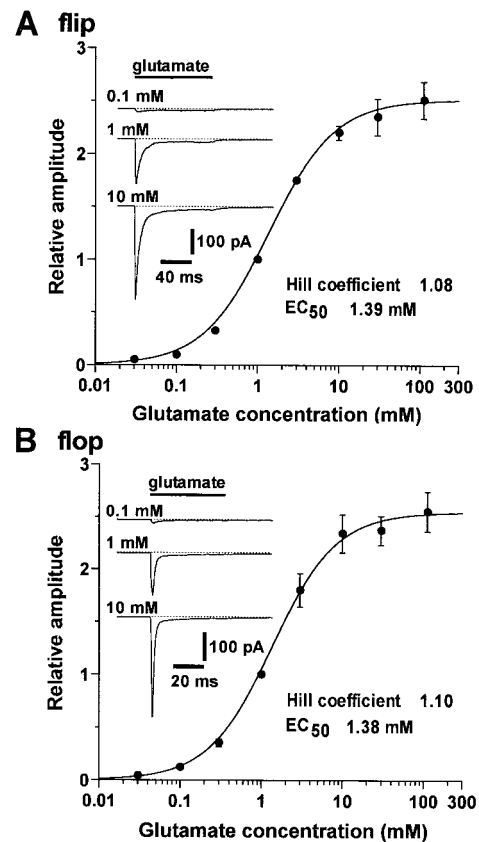 A flip
3
2
1
0
Relative amplitude
glutamate
0.1 mM
1 mM
10 mM
100 pA
40 ms
Hill coefficient 1.08
EC50 1.39 mM
0.01 0.1 1 10 100 300
Glutamate concentration (mM)
B flop
3
2
1
0
Relative amplitude
glutamate
0.1 mM
1 mM
10 mM
100 pA
20 ms
Hill coefficient 1.10
EC50 1.38 mM
0.01 0.1 1 10 100 300
Glutamate concentration (mM)